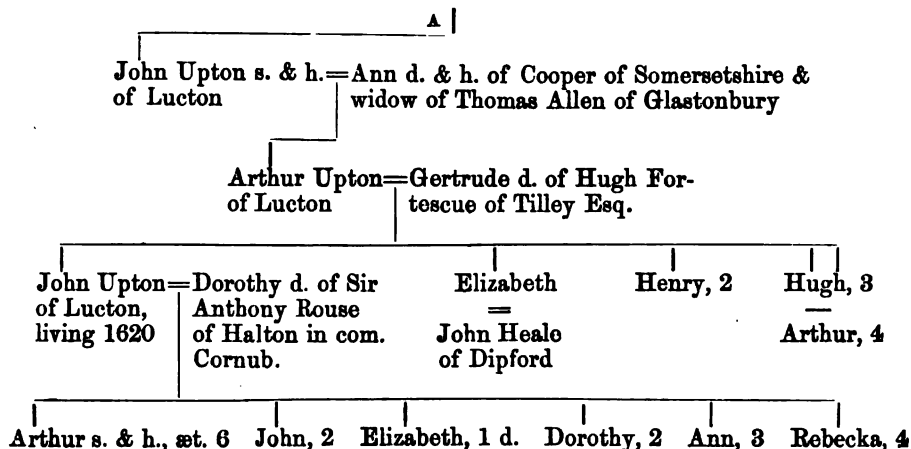 A
John Upton s. & h.=Ann d. & h. of Cooper of Somersetshire &
of Lucton
widow of Thomas Allen of Glastonbury
Arthur Upton=Gertrude d. of Hugh For-
of Lucton
tescue of Tilley Esq.
John Upton=Dorothy d. of Sir
of Lucton,
living 1620
Anthony Rouse
of Halton in com.
Cornub.
Elizabeth
=
John Heale
of Dipford
Henry, 2
Hugh, 3
—
Arthur, 4
Arthur s. & h., æt. 6
John, 2
Elizabeth, 1 d.
Dorothy, 2
Ann, 3
Rebecka, 4